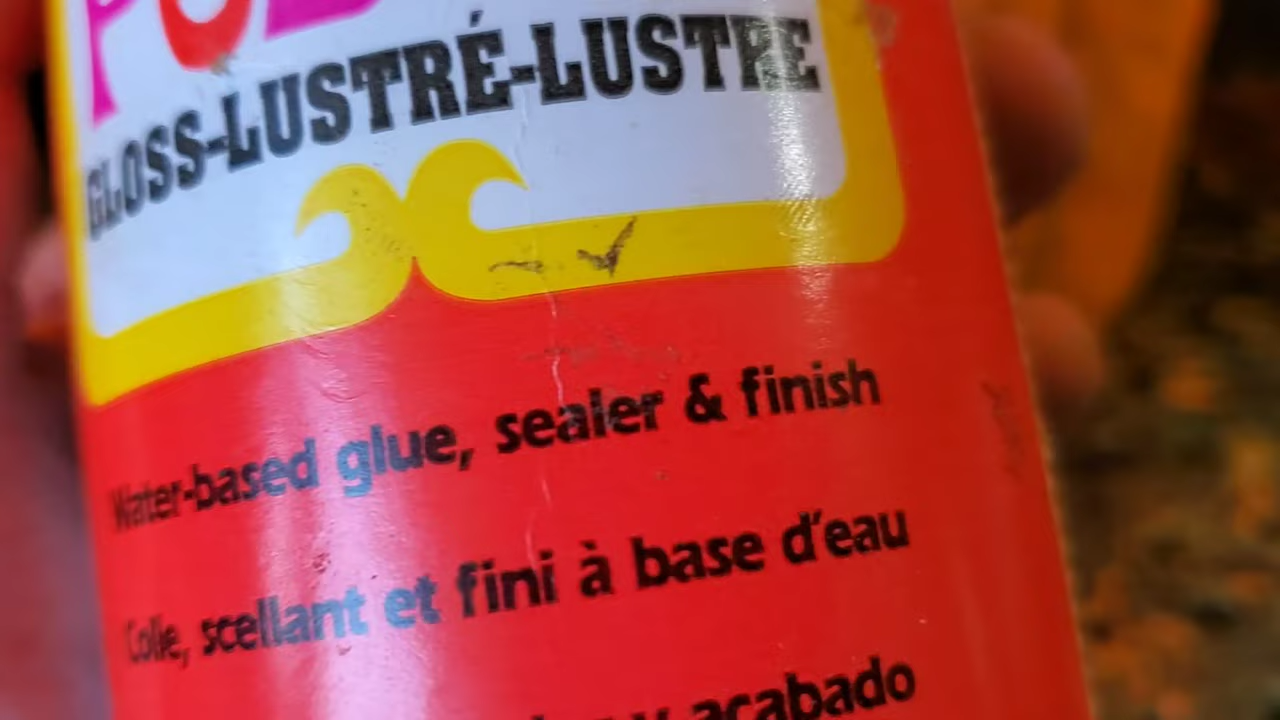 GLOSS-LUSTRÉ-LUSTRE
Water-based glue, sealer & finish
Colle, scellant et fini à base d'eau
y acabado